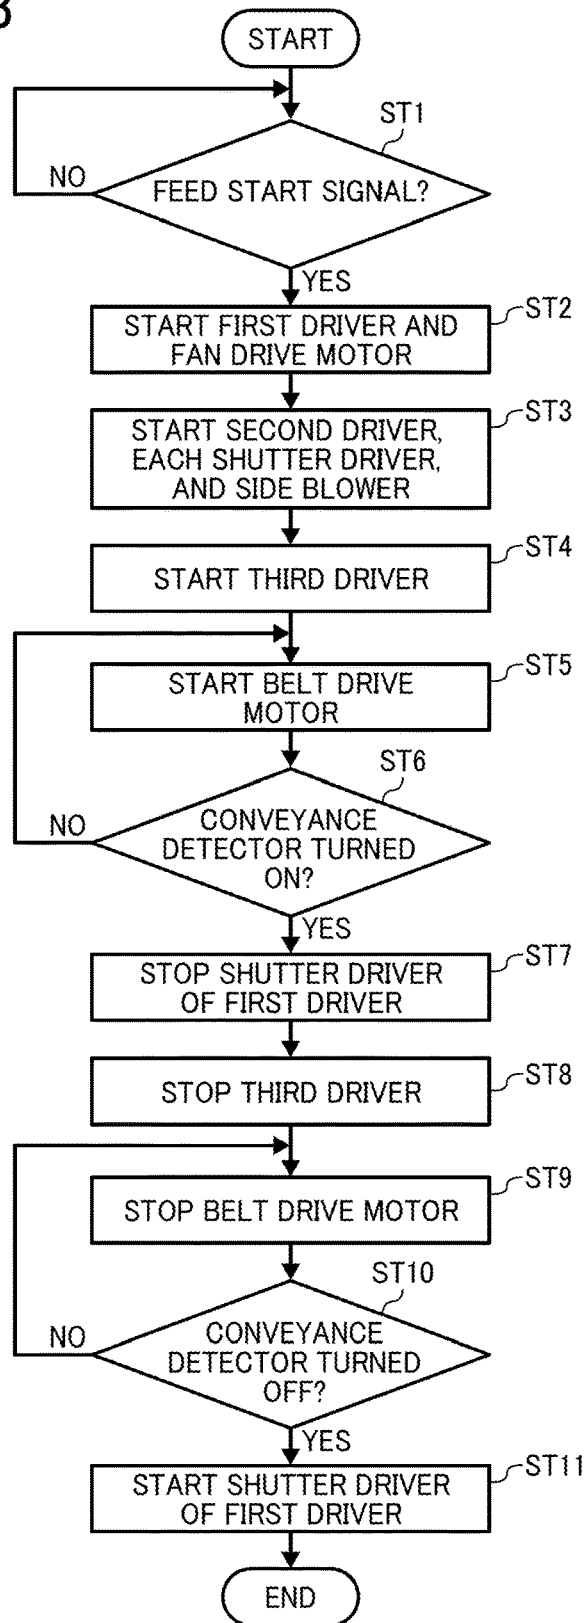 START
ST1
NO
FEED START SIGNAL?
YES
ST2
START FIRST DRIVER AND
FAN DRIVE MOTOR
ST3
START SECOND DRIVER,
EACH SHUTTER DRIVER,
AND SIDE BLOWER
ST4
START THIRD DRIVER
ST5
START BELT DRIVE
MOTOR
ST6
NO
CONVEYANCE
DETECTOR TURNED
ON?
YES
ST7
STOP SHUTTER DRIVER
OF FIRST DRIVER
ST8
STOP THIRD DRIVER
ST9
STOP BELT DRIVE MOTOR
ST10
NO
CONVEYANCE
DETECTOR TURNED
OFF?
YES
ST11
START SHUTTER DRIVER
OF FIRST DRIVER
END